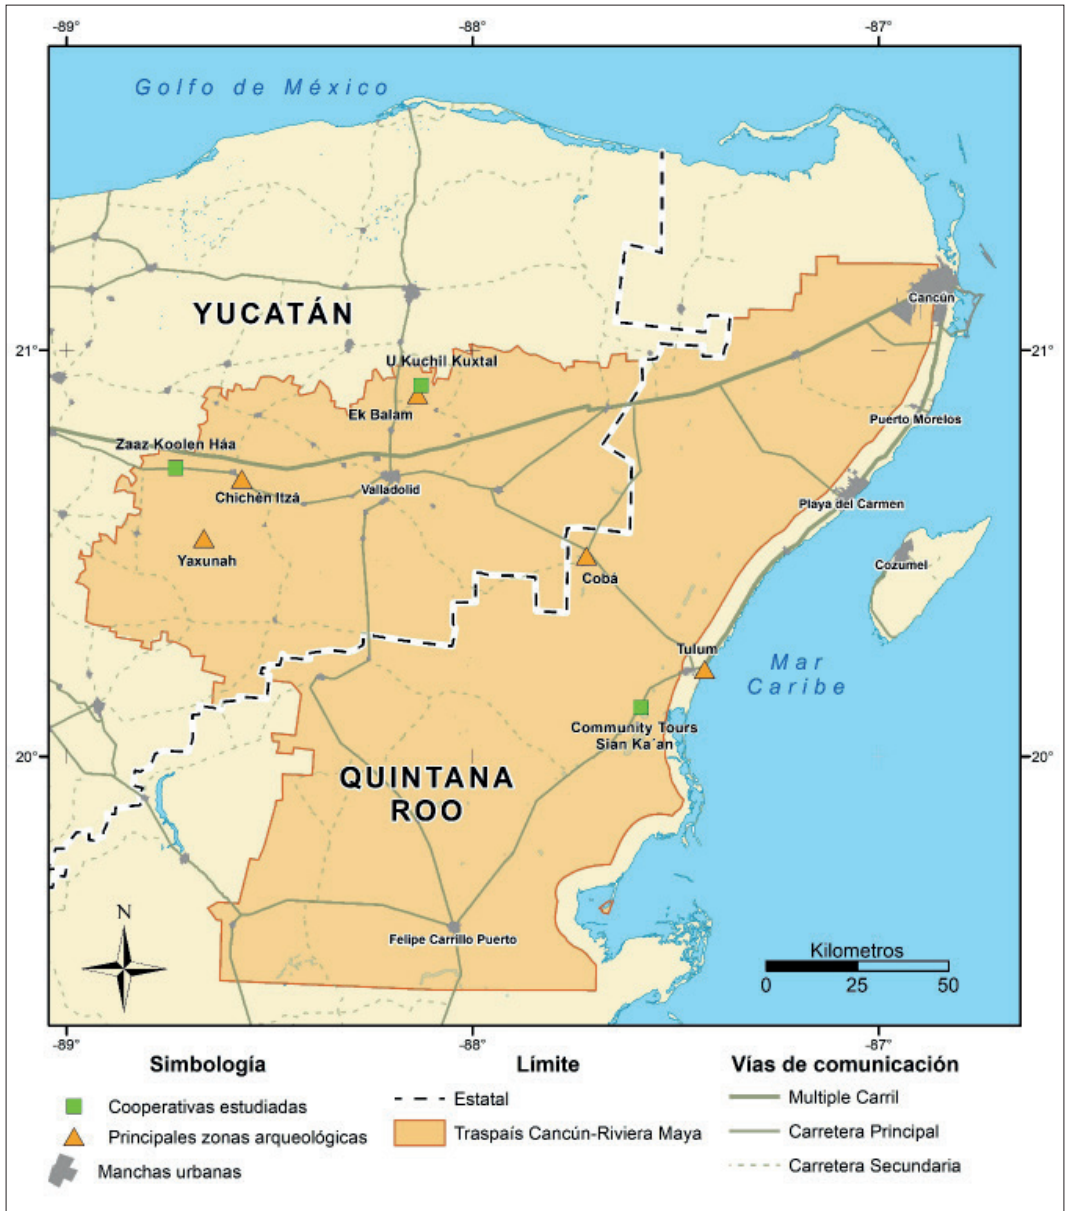 -89°
-88°
-87°
Golfo de México
YUCATÁN
Cancún
21°
21°
U Kuchil Kuxtal
Ek Balam
Puerto Morelos
Zaaz Koolen Háa
Chichén Itzá
Valladolid
Playa del Carmen
Yaxunah
Cobá
Cozumel
Tulum
Mar
Caribe
Community Tours
Sian Ka´an
20°
20°
QUINTANA
ROO
N
Felipe Carrillo Puerto
Kilometros
0 25 50
-89°
-88°
-87°
Simbología
Cooperativas estudiadas
Principales zonas arqueológicas
Manchas urbanas
Límite
Estatal
Traspaís Cancún-Riviera Maya
Vías de comunicación
Multiple Carril
Carretera Principal
Carretera Secundaria